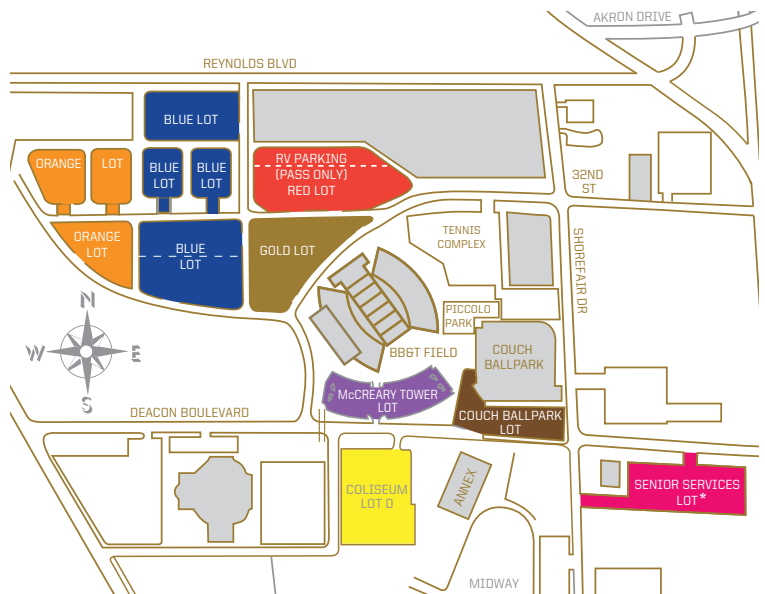 AKRON DRIVE
REYNOLDS BLVD
BLUE LOT
ORANGE LOT
BLUE
LOT
BLUE
LOT
RV PARKING
(PASS ONLY)
RED LOT
32ND
ST
ORANGE
LOT
BLUE
LOT
GOLD LOT
TENNIS
COMPLEX
SHOREFAIR DR
N
W E
S
PICCOLO
PARK
BB&T FIELD
COUCH
BALLPARK
McCREARY TOWER
LOT
DEACON BOULEVARD
COUCH BALLPARK
LOT
COLISEUM
LOT D
ANNEX
SENIOR SERVICES
LOT*
MIDWAY